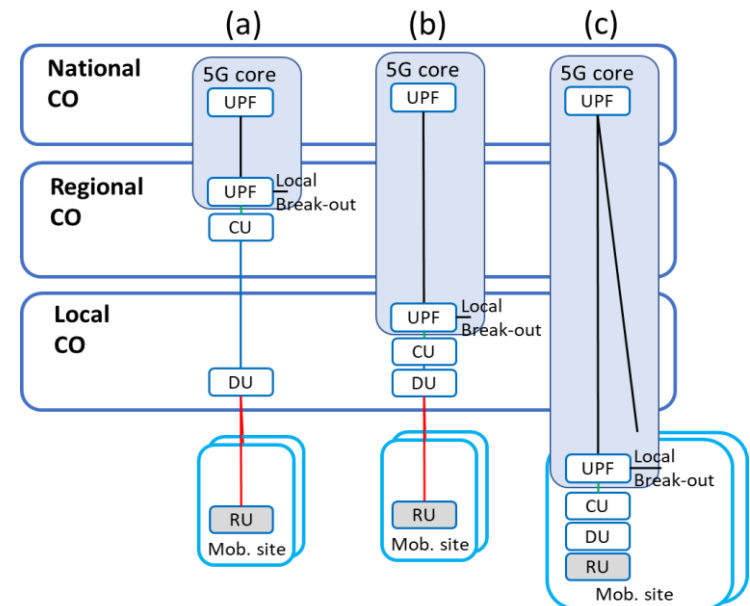 (a)
(b)
(c)
National
CO
5G core
UPF
5G core
UPF
5G core
UPF
Regional
CO
UPF
Local
Break-out
CU
Local
CO
DU
UPF
Local
Break-out
CU
DU
RU
Mob. site
RU
Mob. site
UPF
Local
Break-out
CU
DU
RU
Mob. site